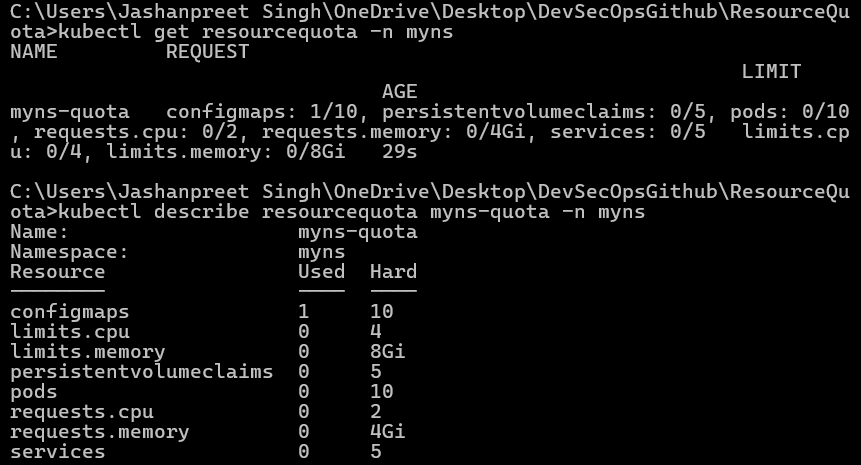 C:\Users\Jashanpreet Singh\OneDrive\Desktop\DevSecOpsGithub\ResourceQu
ota>kubectl get resourcequota -n myns
NAME         REQUEST
                                                              LIMIT
                               AGE
myns-quota   configmaps: 1/10, persistentvolumeclaims: 0/5, pods: 0/10
, requests.cpu: 0/2, requests.memory: 0/4Gi, services: 0/5   limits.cp
u: 0/4, limits.memory: 0/8Gi   29s

C:\Users\Jashanpreet Singh\OneDrive\Desktop\DevSecOpsGithub\ResourceQu
ota>kubectl describe resourcequota myns-quota -n myns
Name:                   myns-quota
Namespace:              myns
Resource                Used  Hard
--------                ----  ----
configmaps              1     10
limits.cpu              0     4
limits.memory           0     8Gi
persistentvolumeclaims  0     5
pods                    0     10
requests.cpu            0     2
requests.memory         0     4Gi
services                0     5